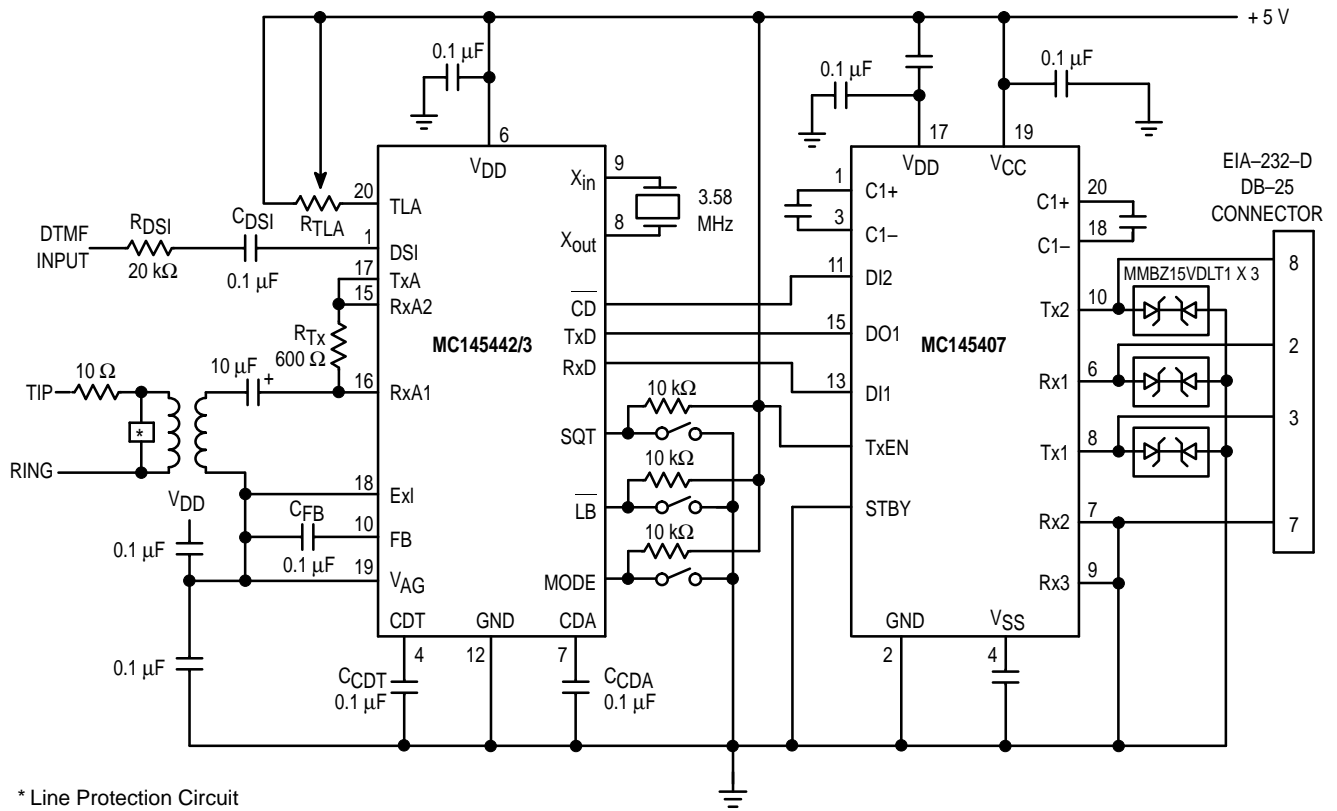 + 5 V
0.1 µF
0.1 µF
0.1 µF
6
17
19
VDD
VDD
VCC
EIA–232–D
DB–25
CONNECTOR
20
TLA
RTLA
9
Xin
8
Xout
3.58
MHz
1
C1+
3
C1–
20
C1+
18
C1–
DTMF
INPUT
RDSI
20 kΩ
CDSI
0.1 µF
1
DSI
17
TxA
15
RxA2
RTx
600 Ω
CD
TxD
RxD
MC145442/3
11
DI2
15
DO1
13
DI1
MC145407
MMBZ15VDLT1 X 3
Tx2
10
8
Rx1
6
2
Tx1
8
3
TIP
10 Ω
*
RING
10 µF
+
16
RxA1
10 kΩ
SQT
10 kΩ
LB
10 kΩ
MODE
TxEN
STBY
Rx2
7
7
Rx3
9
18
ExI
VDD
CFB
0.1 µF
10
FB
0.1 µF
19
VAG
CDT
GND
CDA
GND
VSS
4
12
7
2
4
0.1 µF
CCDT
0.1 µF
CCDA
0.1 µF
* Line Protection Circuit